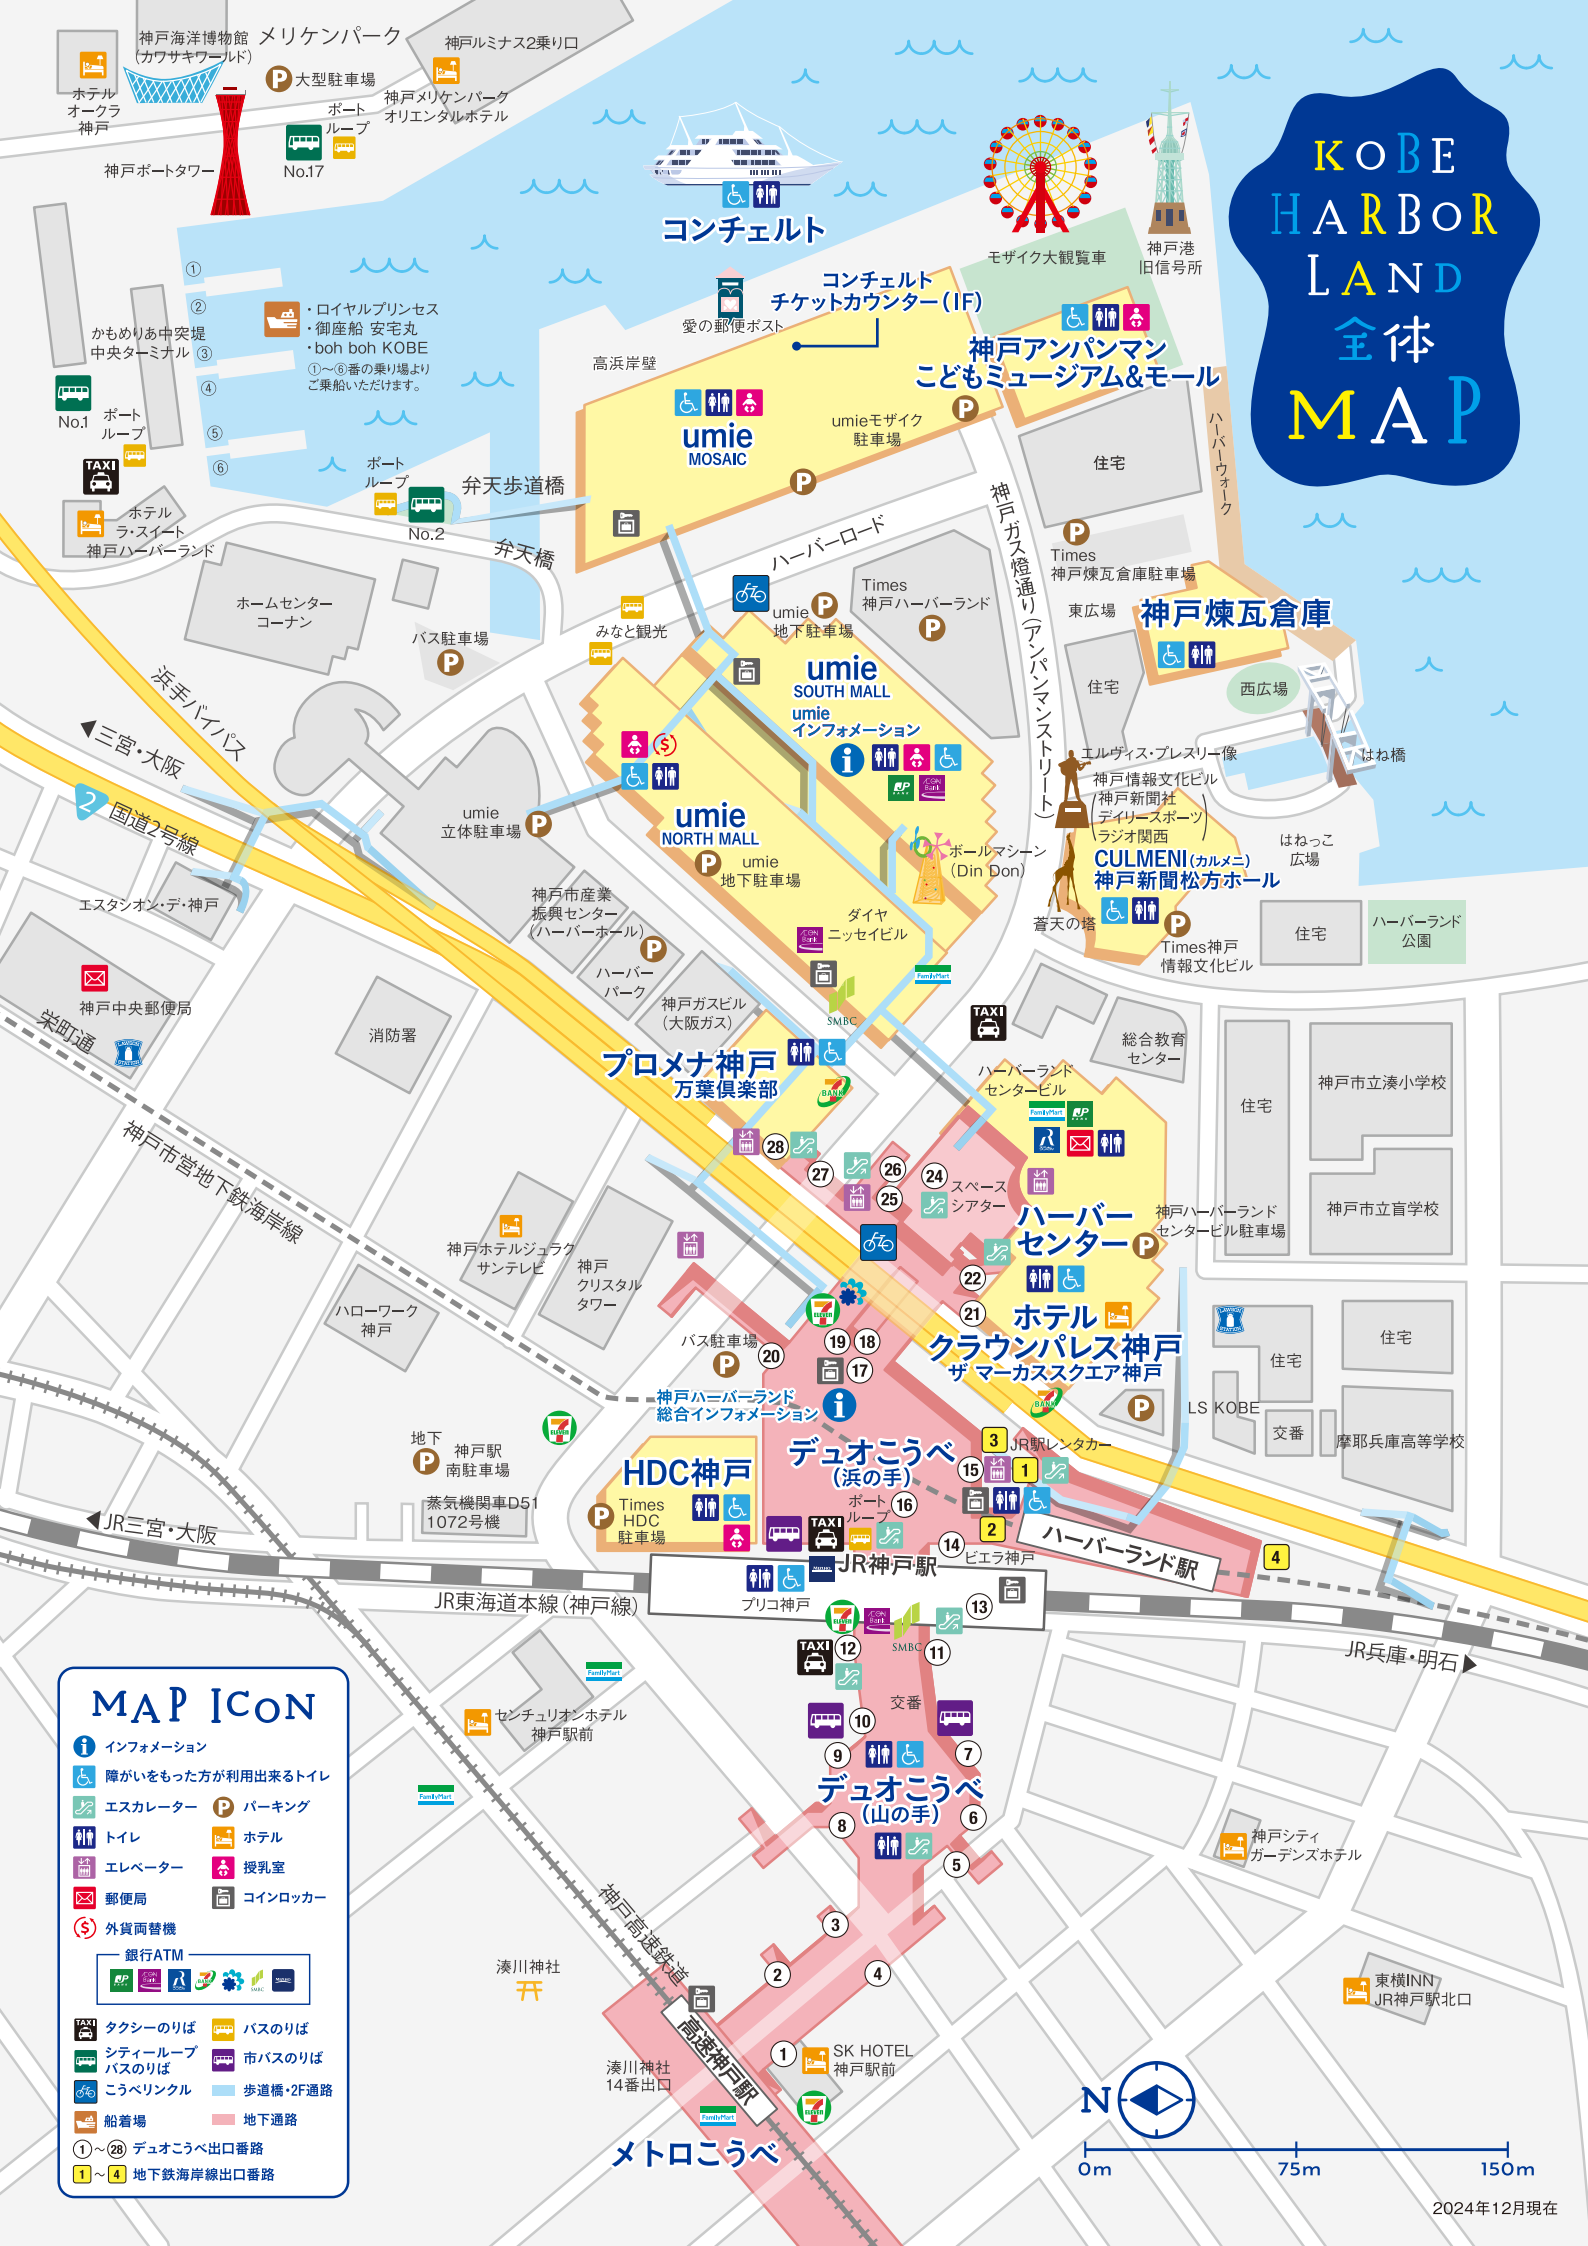 KOBE
HARBOR
LAND
全体
MAP
神戸海洋博物館
(カワサキワールド)
メリケンパーク
神戸ルミナス2乗り口
ホテル
オークラ
神戸
大型駐車場
ポート
ループ
No.17
神戸メリケンパーク
オリエンタルホテル
神戸ポートタワー
コンチェルト
モザイク大観覧車
神戸港
旧信号所
コンチェルト
チケットカウンター(1F)
愛の郵便ポスト
高浜岸壁
①
②
③
④
⑤
⑥
・ロイヤルプリンセス
・御座船 安宅丸
・boh boh KOBE
①～⑥番の乗り場より
ご乗船いただけます。
かもめりあ中突堤
中央ターミナル
No.1
ポート
ループ
TAXI
ホテル
ラ・スイート
神戸ハーバーランド
ポート
ループ
No.2
弁天歩道橋
弁天橋
umie
MOSAIC
umieモザイク
駐車場
神戸アンパンマン
こどもミュージアム&モール
住宅
ハーバーウォーク
Times
神戸煉瓦倉庫駐車場
神戸ガス燈通り(アンパンマンストリート)
ハーバーロード
東広場
神戸煉瓦倉庫
住宅
西広場
はね橋
ホームセンター
コーナン
バス駐車場
みなと観光
umie
地下駐車場
Times
神戸ハーバーランド
umie
SOUTH MALL
umie
インフォメーション
浜手バイパス
三宮・大阪
2
国道2号線
umie
立体駐車場
umie
NORTH MALL
umie
地下駐車場
ボールマシーン
(Din Don)
エルヴィス・プレスリー像
神戸情報文化ビル
神戸新聞社
デイリースポーツ
ラジオ関西
CULMENI(カルメニ)
神戸新聞松方ホール
はねっこ
広場
蒼天の塔
Times神戸
情報文化ビル
住宅
ハーバーランド
公園
エスタシオン・デ・神戸
神戸市産業
振興センター
(ハーバーホール)
ハーバー
パーク
神戸ガスビル
(大阪ガス)
ダイヤ
ニッセイビル
SMBC
FamilyMart
TAXI
神戸中央郵便局
栄町通
消防署
プロメナ神戸
万葉倶楽部
BANK
ハーバーランド
センタービル
FamilyMart
総合教育
センター
住宅
神戸市立湊小学校
神戸市立盲学校
神戸市営地下鉄海岸線
28
27
26
25
24
スペース
シアター
ハーバー
センター
神戸ハーバーランド
センタービル駐車場
神戸ホテルジュラク
サンテレビ
神戸
クリスタル
タワー
ハローワーク
神戸
22
21
ホテル
クラウンパレス神戸
ザ マーカススクエア神戸
BANK
バス駐車場
20
19
18
17
神戸ハーバーランド
総合インフォメーション
住宅
住宅
LS KOBE
交番
摩耶兵庫高等学校
地下
神戸駅
南駐車場
蒸気機関車D51
1072号機
HDC神戸
Times
HDC
駐車場
デュオこうべ
(浜の手)
3
JR駅レンタカー
15
1
16
2
ポート
ループ
TAXI
14
ビエラ神戸
ハーバーランド駅
4
JR三宮・大阪
JR東海道本線(神戸線)
JR神戸駅
プリコ神戸
13
JR兵庫・明石
SMBC
12
11
TAXI
交番
10
9
7
デュオこうべ
(山の手)
8
6
5
3
2
4
1
FamilyMart
センチュリオンホテル
神戸駅前
FamilyMart
神戸シティ
ガーデンズホテル
神戸高速鉄道
湊川神社
高速神戸駅
湊川神社
14番出口
SK HOTEL
神戸駅前
FamilyMart
メトロこうべ
東横INN
JR神戸駅北口
MAP ICON
インフォメーション
障がいをもった方が利用出来るトイレ
エスカレーター
パーキング
トイレ
ホテル
エレベーター
授乳室
郵便局
コインロッカー
外貨両替機
銀行ATM
タクシーのりば
バスのりば
シティーループ
バスのりば
市バスのりば
こうべリンクル
歩道橋・2F通路
船着場
地下通路
①～28 デュオこうべ出口番路
1～4 地下鉄海岸線出口番路
N
0m
75m
150m
2024年12月現在